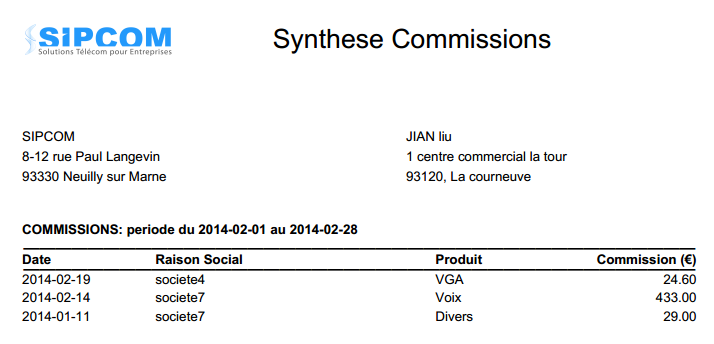 SIPCOM
Solutions Télécom pour Entreprises
Synthese Commissions
SIPCOM
8-12 rue Paul Langevin
93330 Neuilly sur Marne
JIAN liu
1 centre commercial la tour
93120, La courneuve
COMMISSIONS: periode du 2014-02-01 au 2014-02-28
Date Raison Social Produit Commission (€)
2014-02-19 societe4 VGA 24.60
2014-02-14 societe7 Voix 433.00
2014-01-11 societe7 Divers 29.00